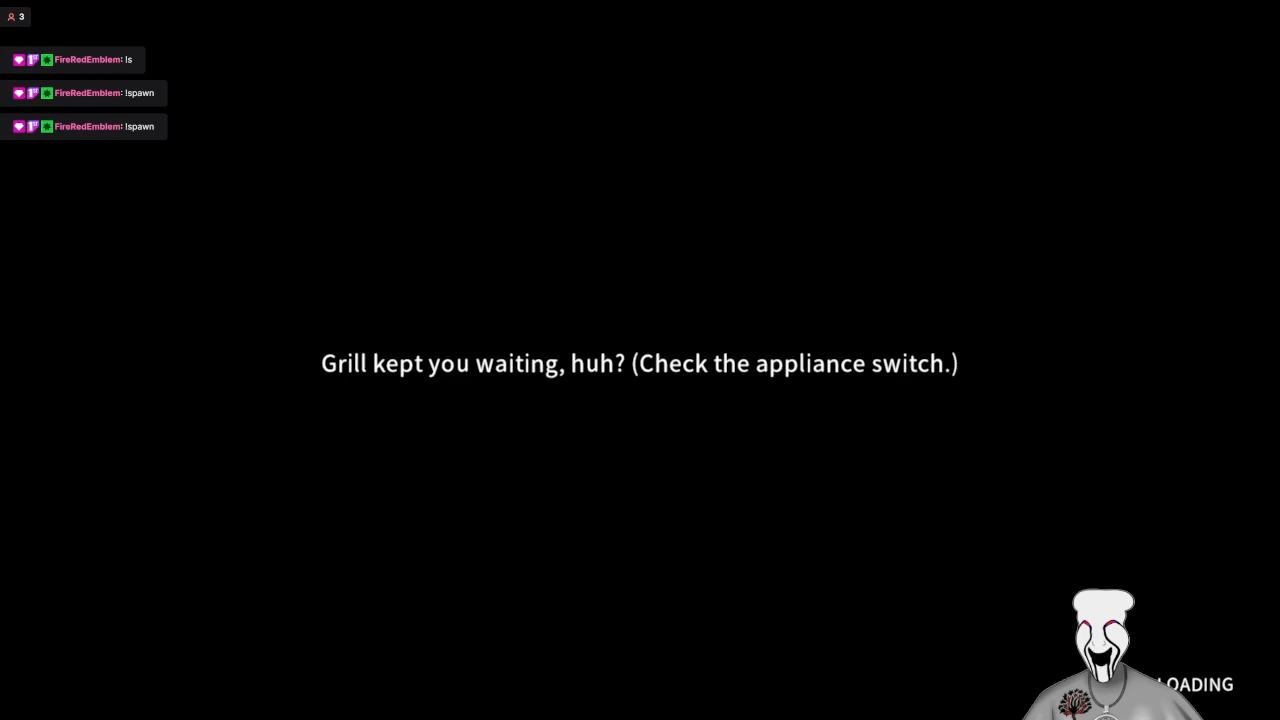 3
FireRedEmblem: !s
FireRedEmblem: !spawn
FireRedEmblem: !spawn
Grill kept you waiting, huh? (Check the appliance switch.)
LOADING